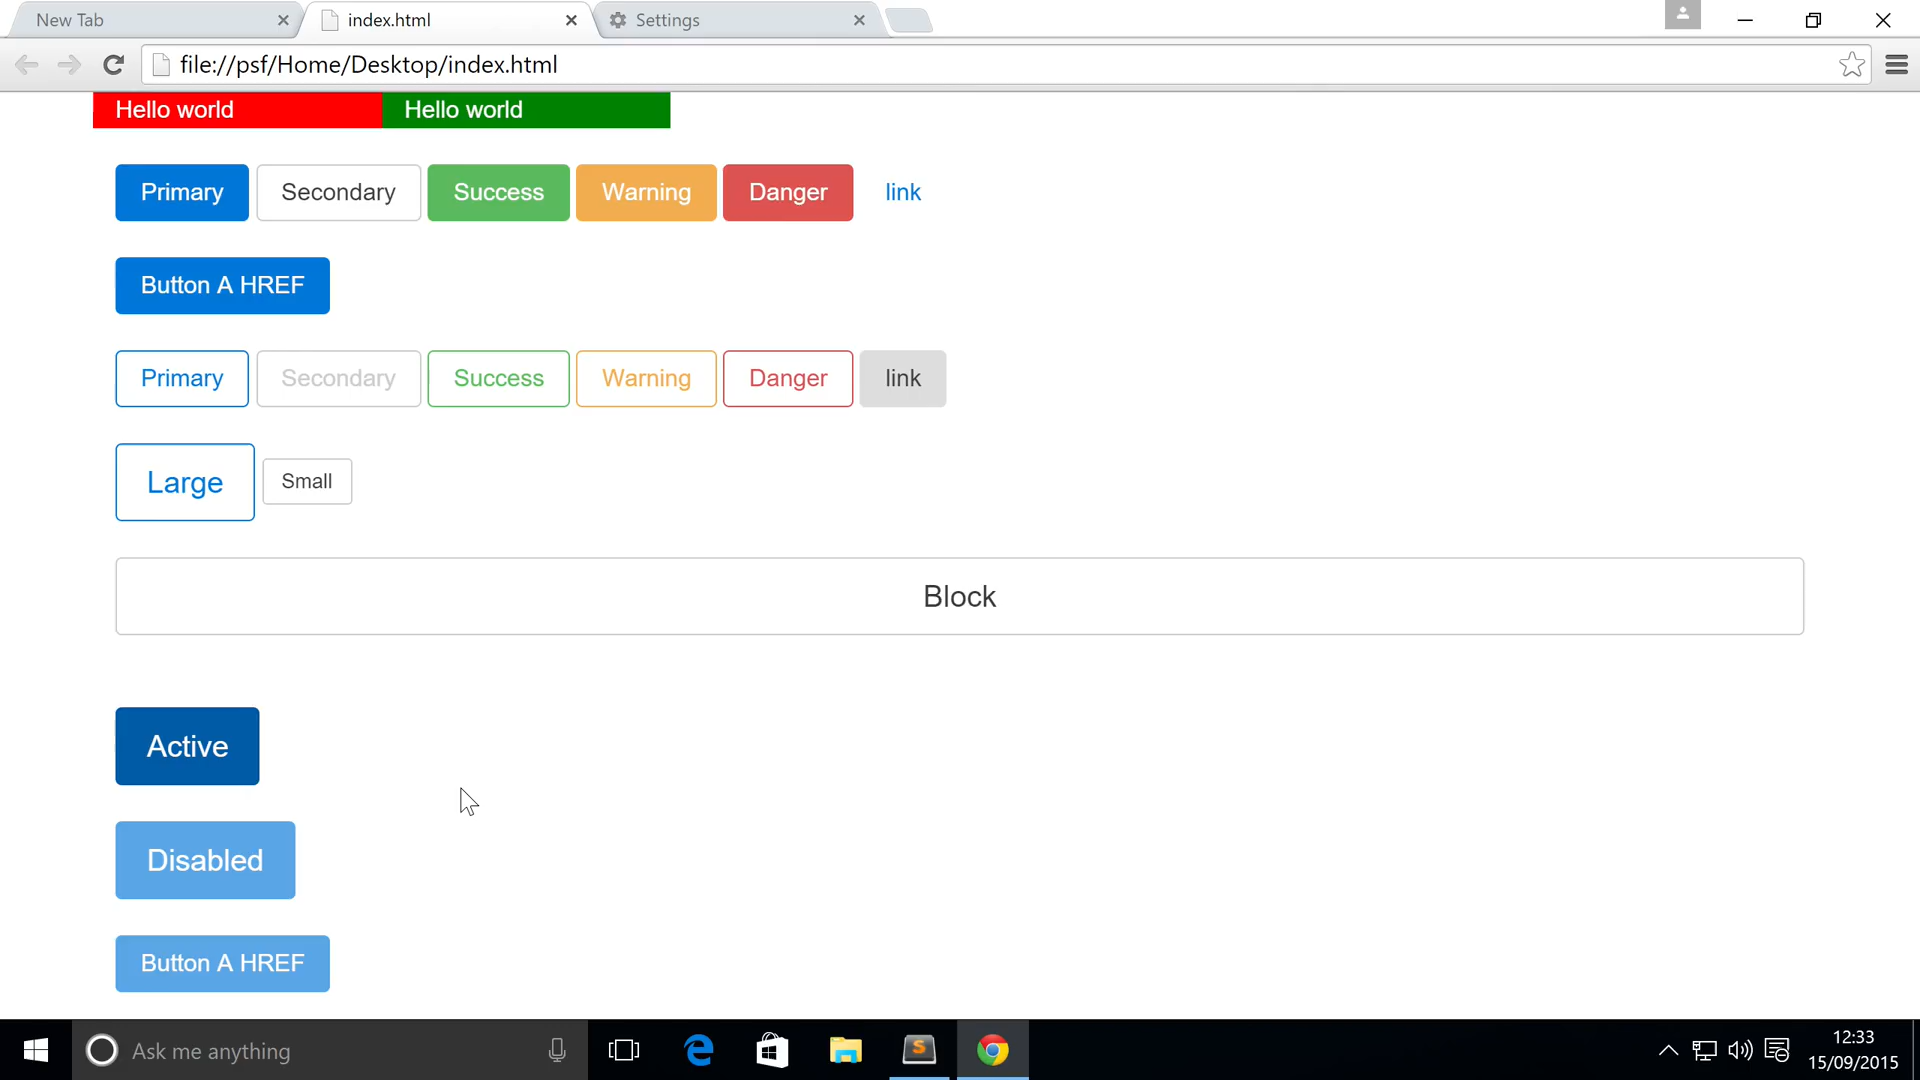 New Tab
index.html
Settings
file://psf/Home/Desktop/index.html
Hello world Hello world
Primary Secondary Success Warning Danger link
Button A HREF
Primary Secondary Success Warning Danger link
Large Small
Block
Active
Disabled
Button A HREF
Ask me anything
12:33
15/09/2015